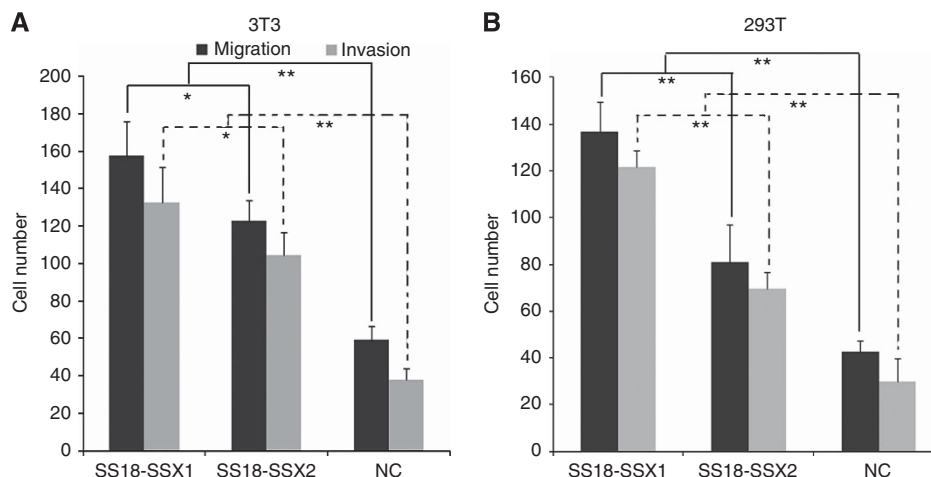 A
3T3
Migration
Invasion
**
*
**
*
Cell number
200
180
160
140
120
100
80
60
40
20
0
SS18-SSX1
SS18-SSX2
NC
B
293T
**
**
**
**
Cell number
160
140
120
100
80
60
40
20
0
SS18-SSX1
SS18-SSX2
NC